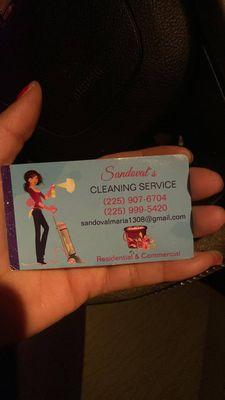 Sandoval's
CLEANING SERVICE
(225) 907-6704
(225) 999-5420
sandovalmaria1308@gmail.com
Residential & Commercial